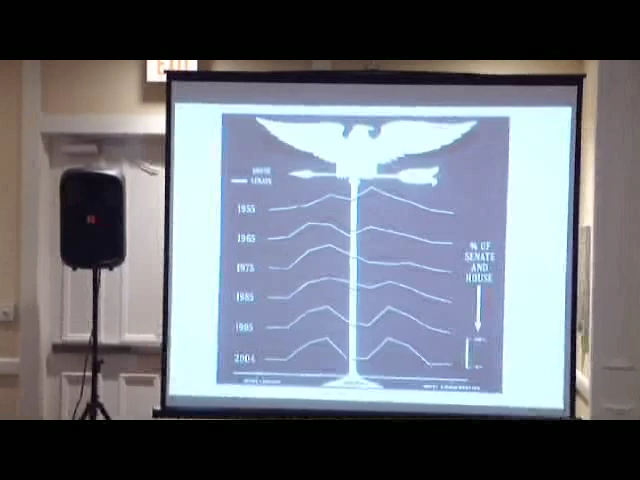 HOUSE
SENATE
1955
1965
1975
1985
1995
2004
% OF
SENATE
AND
HOUSE